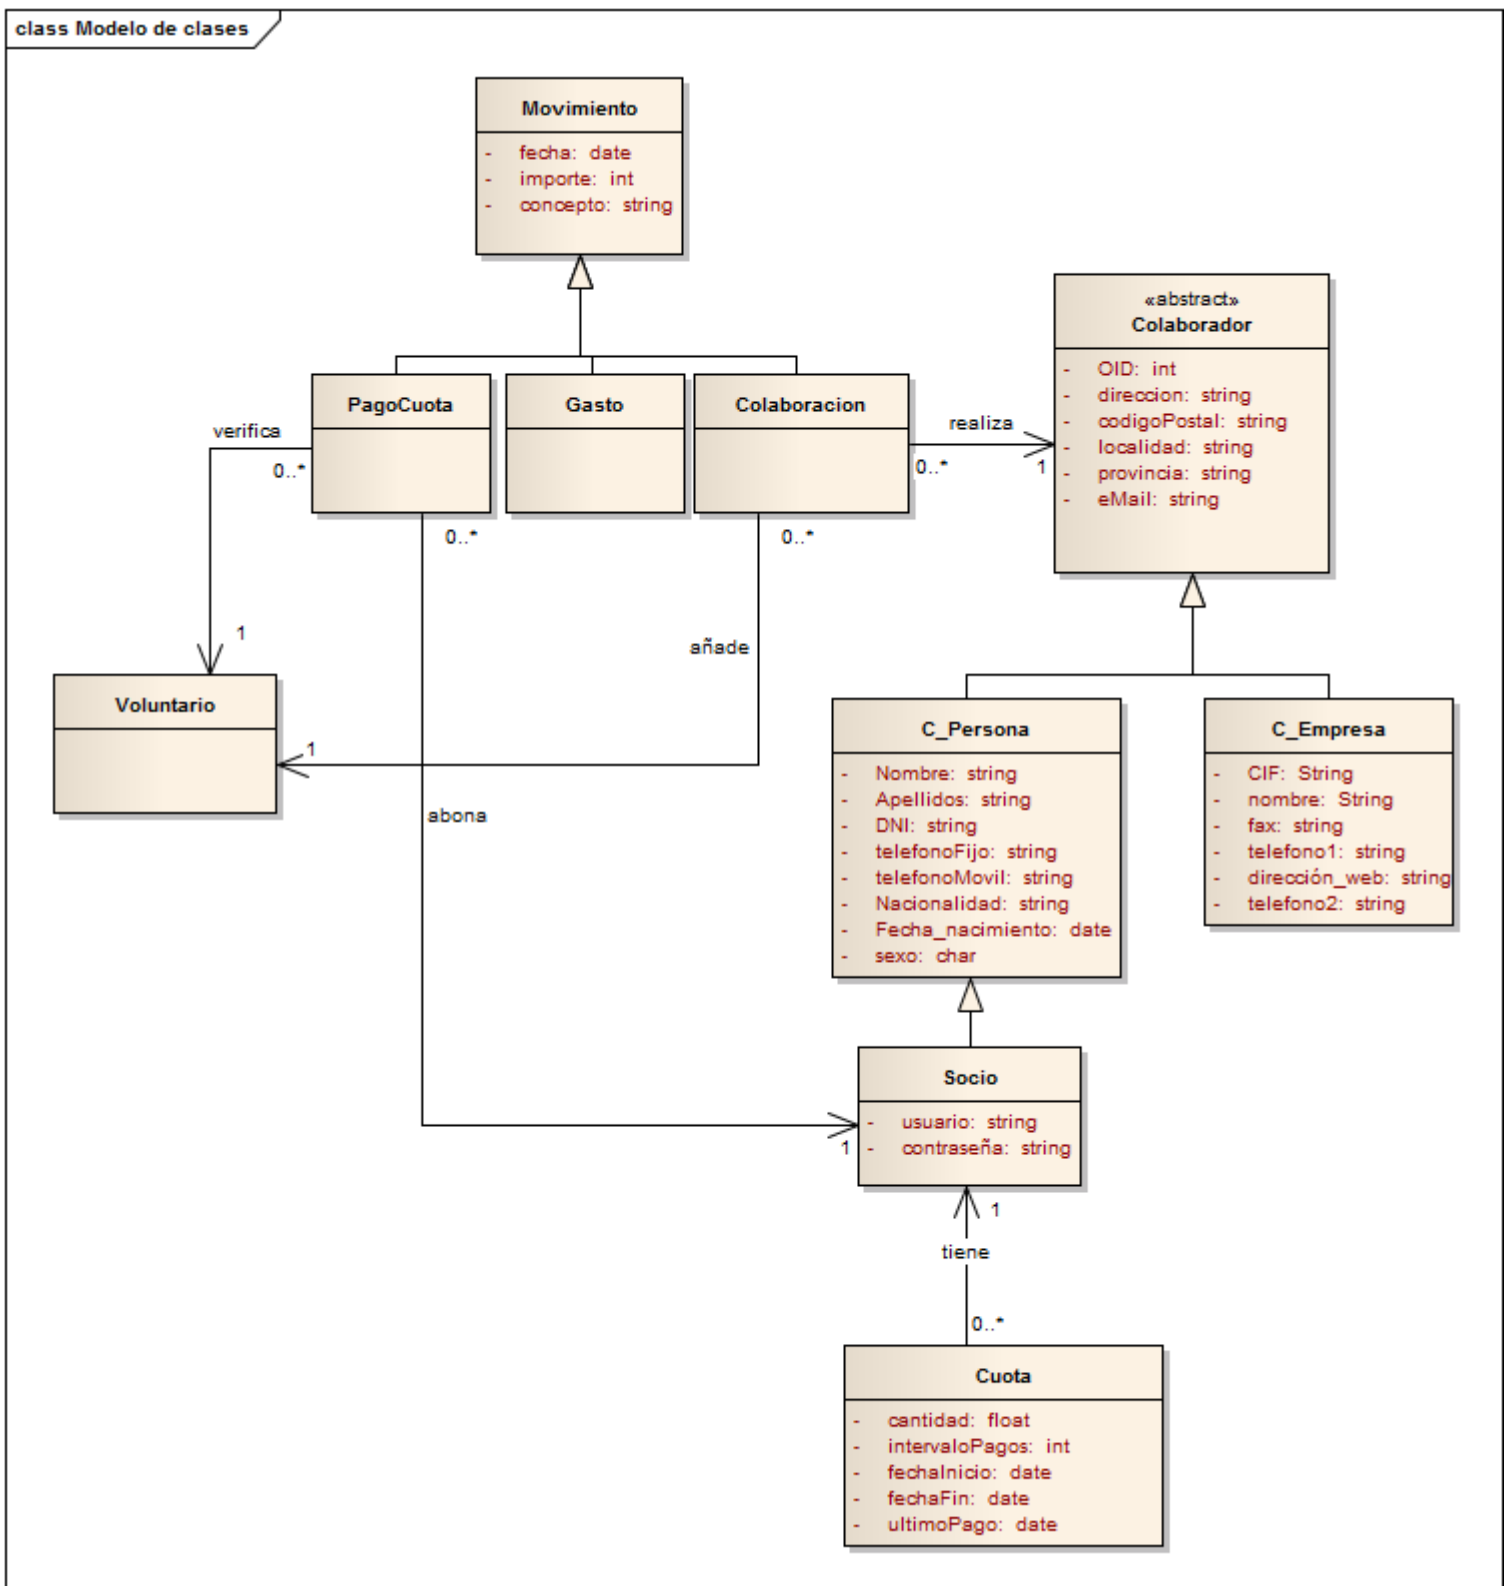 class Modelo de clases
Movimiento
- fecha: date
- importe: int
- concepto: string
«abstract»
Colaborador
- OID: int
- direccion: string
- codigoPostal: string
- localidad: string
- provincia: string
- eMail: string
PagoCuota
Gasto
Colaboracion
verifica
0..*
realiza
0..*
1
0..*
0..*
1
añade
Voluntario
1
abona
C_Persona
- Nombre: string
- Apellidos: string
- DNI: string
- telefonoFijo: string
- telefonoMovil: string
- Nacionalidad: string
- Fecha_nacimiento: date
- sexo: char
C_Empresa
- CIF: String
- nombre: String
- fax: string
- telefono1: string
- dirección_web: string
- telefono2: string
Socio
- usuario: string
- contraseña: string
1
1
tiene
0..*
Cuota
- cantidad: float
- intervaloPagos: int
- fechaInicio: date
- fechaFin: date
- ultimoPago: date